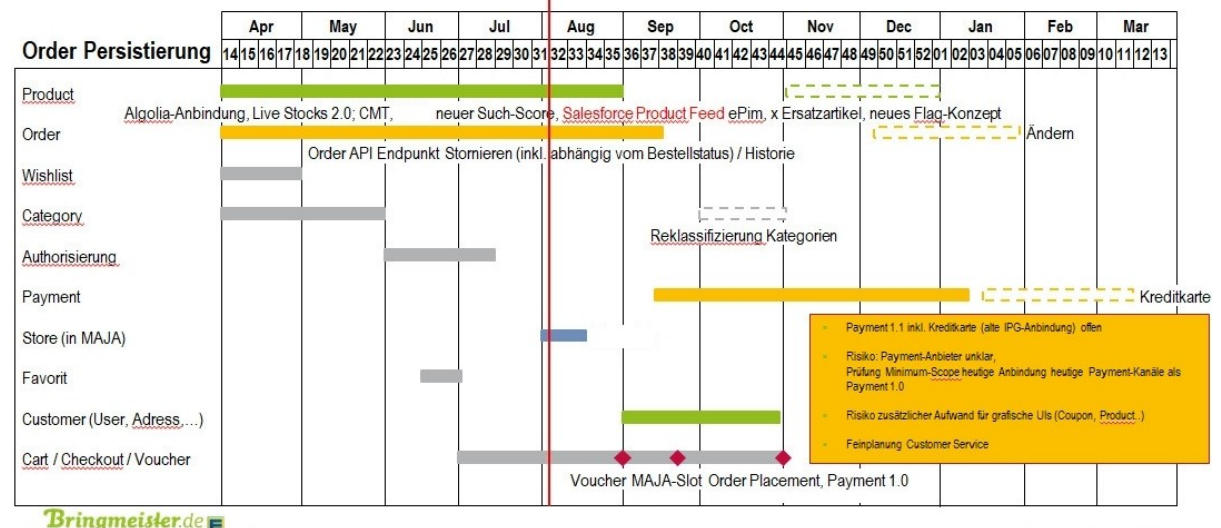 Apr May Jun Jul Aug Sep Oct Nov Dec Jan Feb Mar
Order Persistierung 14 15 16 17 18 19 20 21 22 23 24 25 26 27 28 29 30 31 32 33 34 35 36 37 38 39 40 41 42 43 44 45 46 47 48 49 50 51 52 01 02 03 04 05 06 07 08 09 10 11 12 13
Product
Algolia-Anbindung, Live Stocks 2.0; CMT, neuer Such-Score, Salesforce Product Feed ePim, x Ersatzartikel, neues Flag-Konzept
Order
Ändern
Order API Endpunkt Stornieren (inkl. abhängig vom Bestellstatus) / Historie
Wishlist
Category
Reklassifizierung Kategorien
Authorisierung
Payment
Kreditkarte
Store (in MAJA)
Favorit
Customer (User, Adress,…)
Cart / Checkout / Voucher
Voucher MAJA-Slot Order Placement, Payment 1.0
Payment 1.1 inkl. Kreditkarte (alte IPG-Anbindung) offen
Risiko: Payment-Anbieter unklar,
Prüfung Minimum-Scope heutige Anbindung heutige Payment-Kanäle als
Payment 1.0
Risiko zusätzlicher Aufwand für grafische UIs (Coupon, Product..)
Feinplanung Customer Service
Bringmeister.de